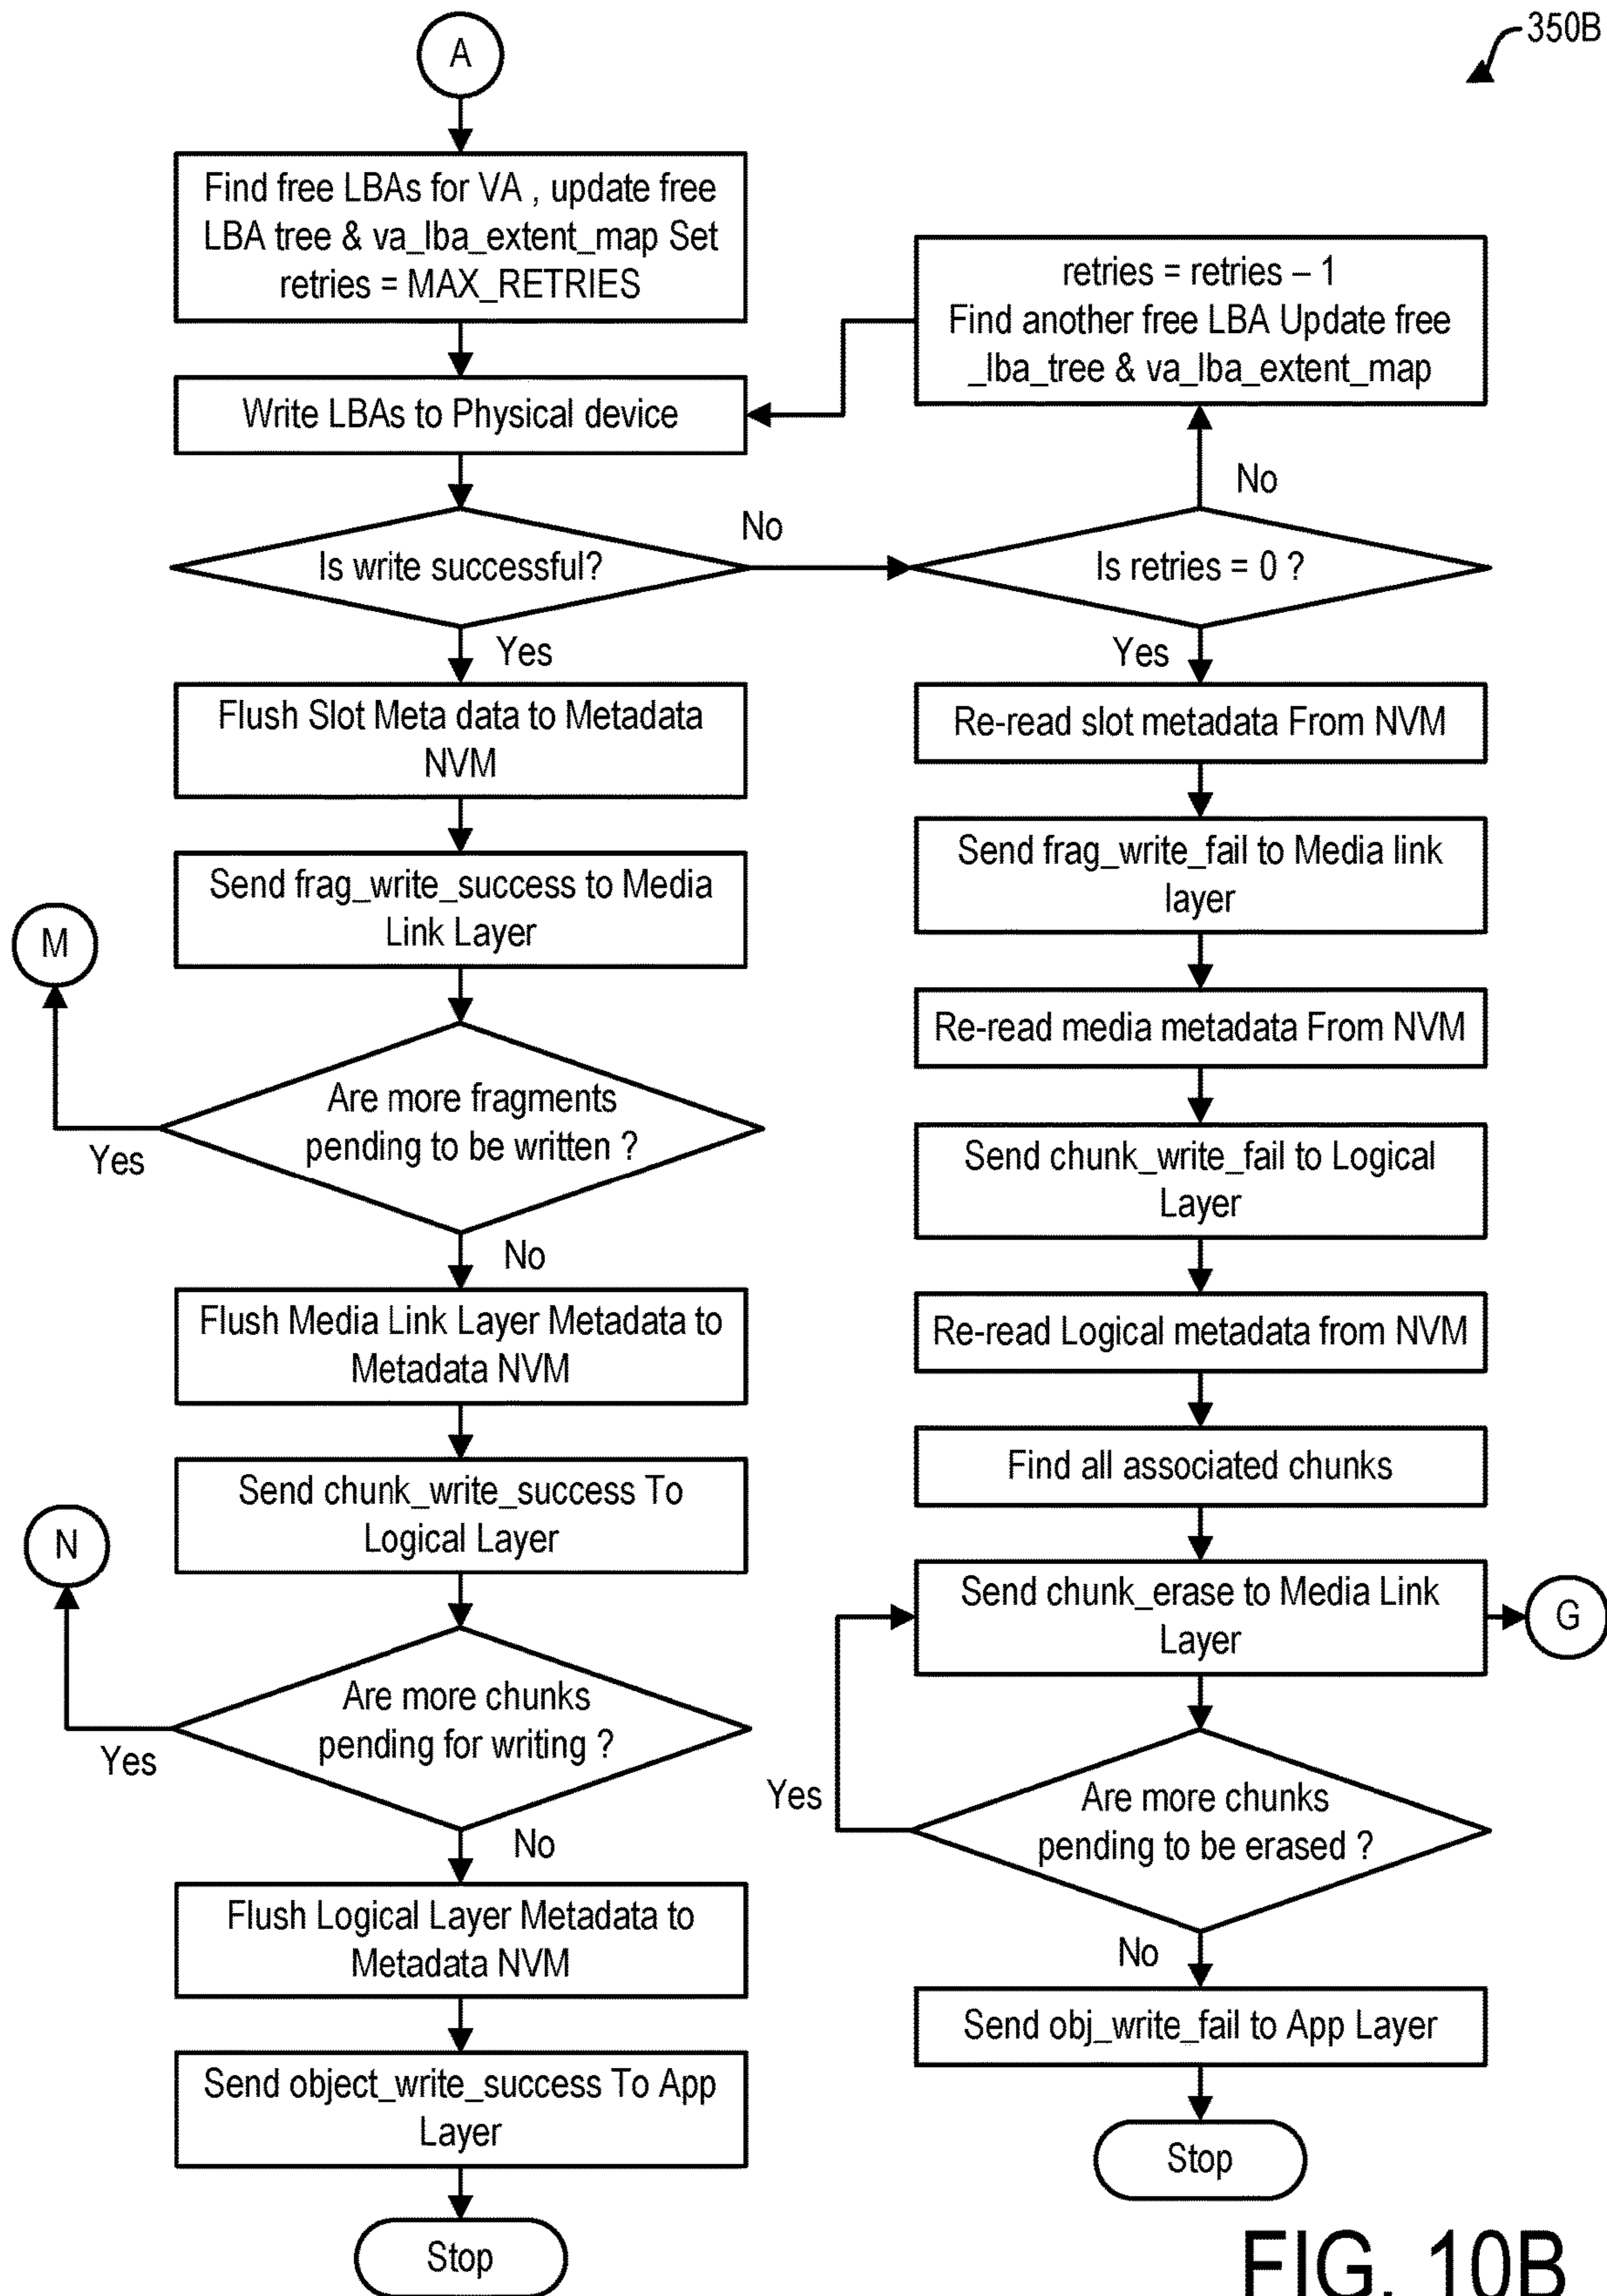 350B
A
Find free LBAs for VA , update free
LBA tree & va_lba_extent_map Set
retries = MAX_RETRIES
Write LBAs to Physical device
Is write successful?
No
Yes
Flush Slot Meta data to Metadata
NVM
Send frag_write_success to Media
Link Layer
M
Are more fragments
pending to be written ?
Yes
No
Flush Media Link Layer Metadata to
Metadata NVM
Send chunk_write_success To
Logical Layer
N
Are more chunks
pending for writing ?
Yes
No
Flush Logical Layer Metadata to
Metadata NVM
Send object_write_success To App
Layer
Stop
retries = retries – 1
Find another free LBA Update free
_lba_tree & va_lba_extent_map
No
Is retries = 0 ?
Yes
Re-read slot metadata From NVM
Send frag_write_fail to Media link
layer
Re-read media metadata From NVM
Send chunk_write_fail to Logical
Layer
Re-read Logical metadata from NVM
Find all associated chunks
Send chunk_erase to Media Link
Layer
G
Are more chunks
pending to be erased ?
Yes
No
Send obj_write_fail to App Layer
Stop
FIG. 10B